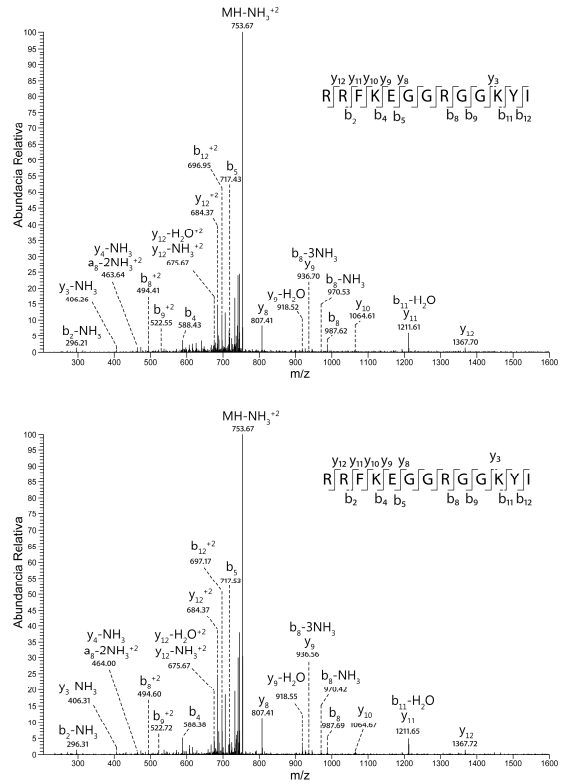 MH-NH3+2
753.67
100
95
90
85
80
75
70
65
60
55
50
45
40
35
30
25
20
15
10
5
0
Abundacia Relativa
y12 y11 y10 y9 y8 y3
R R F K E G G R G G K Y I
b2 b4 b5 b8 b9 b11 b12
b12+2
696.95
b5
717.43
y12+2
684.37
y12-H2O+2
y12-NH3+2
675.67
y4-NH3
a8-2NH3+2
463.64
b8+2
494.41
y3-NH3
406.26
b9+2
522.55
b4
588.43
b2-NH3
296.21
b8-3NH3
y9
936.70
b8-NH3
970.53
y9-H2O
918.52
y8
807.41
b8
987.62
y10
1064.61
b11-H2O
y11
1211.61
y12
1367.70
300 400 500 600 700 800 900 1000 1100 1200 1300 1400 1500 1600
m/z
MH-NH3+2
753.67
100
95
90
85
80
75
70
65
60
55
50
45
40
35
30
25
20
15
10
5
0
Abundancia Relativa
y12 y11 y10 y9 y8 y3
R R F K E G G R G G K Y I
b2 b4 b5 b8 b9 b11 b12
b12+2
697.17
b5
717.53
y12+2
684.37
y12-H2O+2
y12-NH3+2
675.67
y4-NH3
a8-2NH3+2
464.00
b8+2
494.60
y3 NH3
406.31
b9+2
522.72
b4
588.38
b2-NH3
296.31
b8-3NH3
y9
936.56
b8-NH3
970.42
y9-H2O
918.55
y8
807.41
b8
987.69
y10
1064.67
b11-H2O
y11
1211.65
y12
1367.72
300 400 500 600 700 800 900 1000 1100 1200 1300 1400 1500 1600
m/z